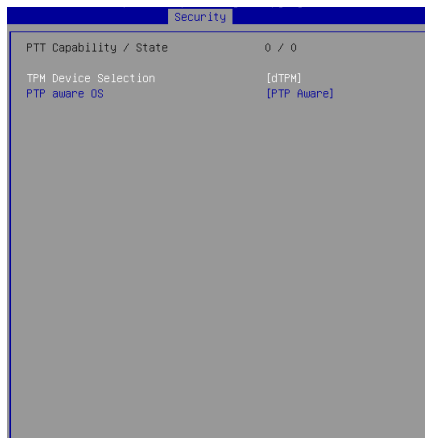 Security
PTT Capability / State 0 / 0
TPM Device Selection [dTPM]
PTP aware OS [PTP Aware]